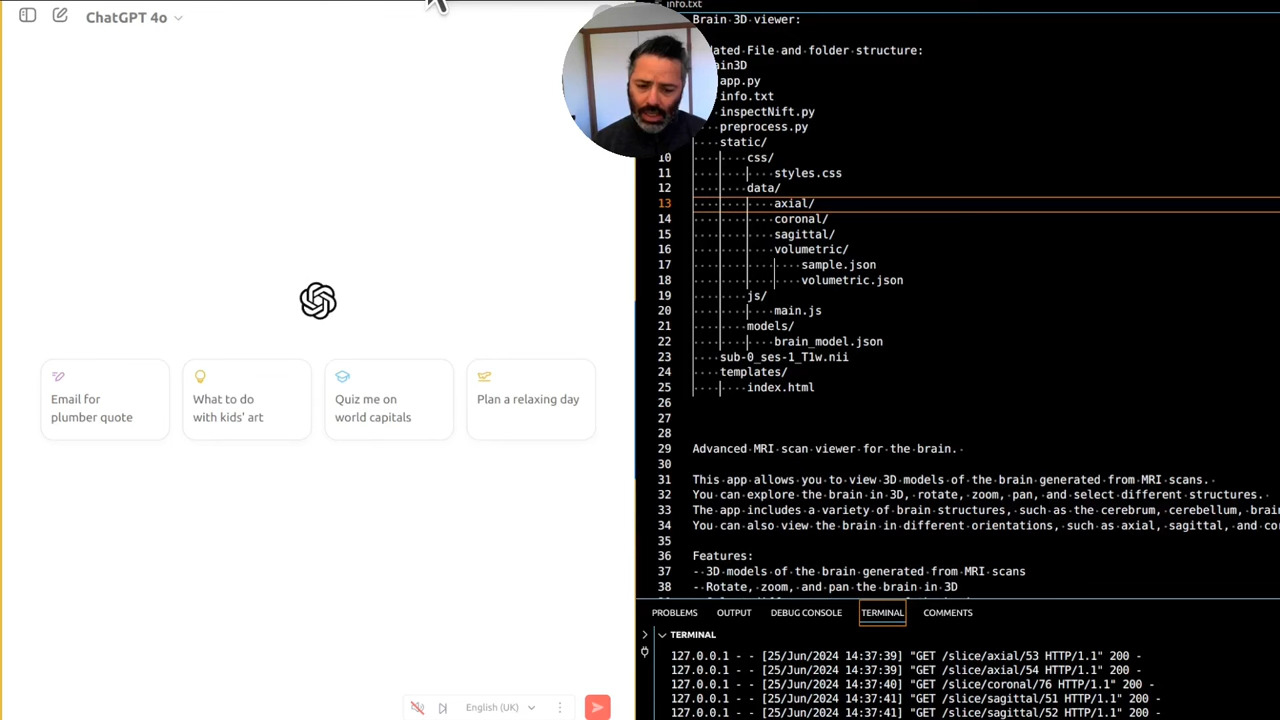 ChatGPT 4o
Email for
plumber quote
What to do
with kids' art
Quiz me on
world capitals
Plan a relaxing day
English (UK)
info.txt
Brain 3D viewer:
File and folder structure:
app.py
info.txt
inspectNift.py
preprocess.py
static/
10 css/
11 styles.css
12 data/
13 axial/
14 coronal/
15 sagittal/
16 volumetric/
17 sample.json
18 volumetric.json
19 js/
20 main.js
21 models/
22 brain_model.json
23 sub-0_ses-1_T1w.nii
24 templates/
25 index.html
26
27
28
29 Advanced MRI scan viewer for the brain.
30
31 This app allows you to view 3D models of the brain generated from MRI scans.
32 You can explore the brain in 3D, rotate, zoom, pan, and select different structures.
33 The app includes a variety of brain structures, such as the cerebrum, cerebellum,
34 You can also view the brain in different orientations, such as axial, sagittal, and
35
36 Features:
37 - 3D models of the brain generated from MRI scans
38 - Rotate, zoom, and pan the brain in 3D
PROBLEMS OUTPUT DEBUG CONSOLE TERMINAL COMMENTS
TERMINAL
127.0.0.1 - - [25/Jun/2024 14:37:39] "GET /slice/axial/53 HTTP/1.1" 200 -
127.0.0.1 - - [25/Jun/2024 14:37:39] "GET /slice/axial/54 HTTP/1.1" 200 -
127.0.0.1 - - [25/Jun/2024 14:37:40] "GET /slice/coronal/76 HTTP/1.1" 200 -
127.0.0.1 - - [25/Jun/2024 14:37:41] "GET /slice/sagittal/51 HTTP/1.1" 200 -
127.0.0.1 - - [25/Jun/2024 14:37:41] "GET /slice/sagittal/52 HTTP/1.1" 200 -